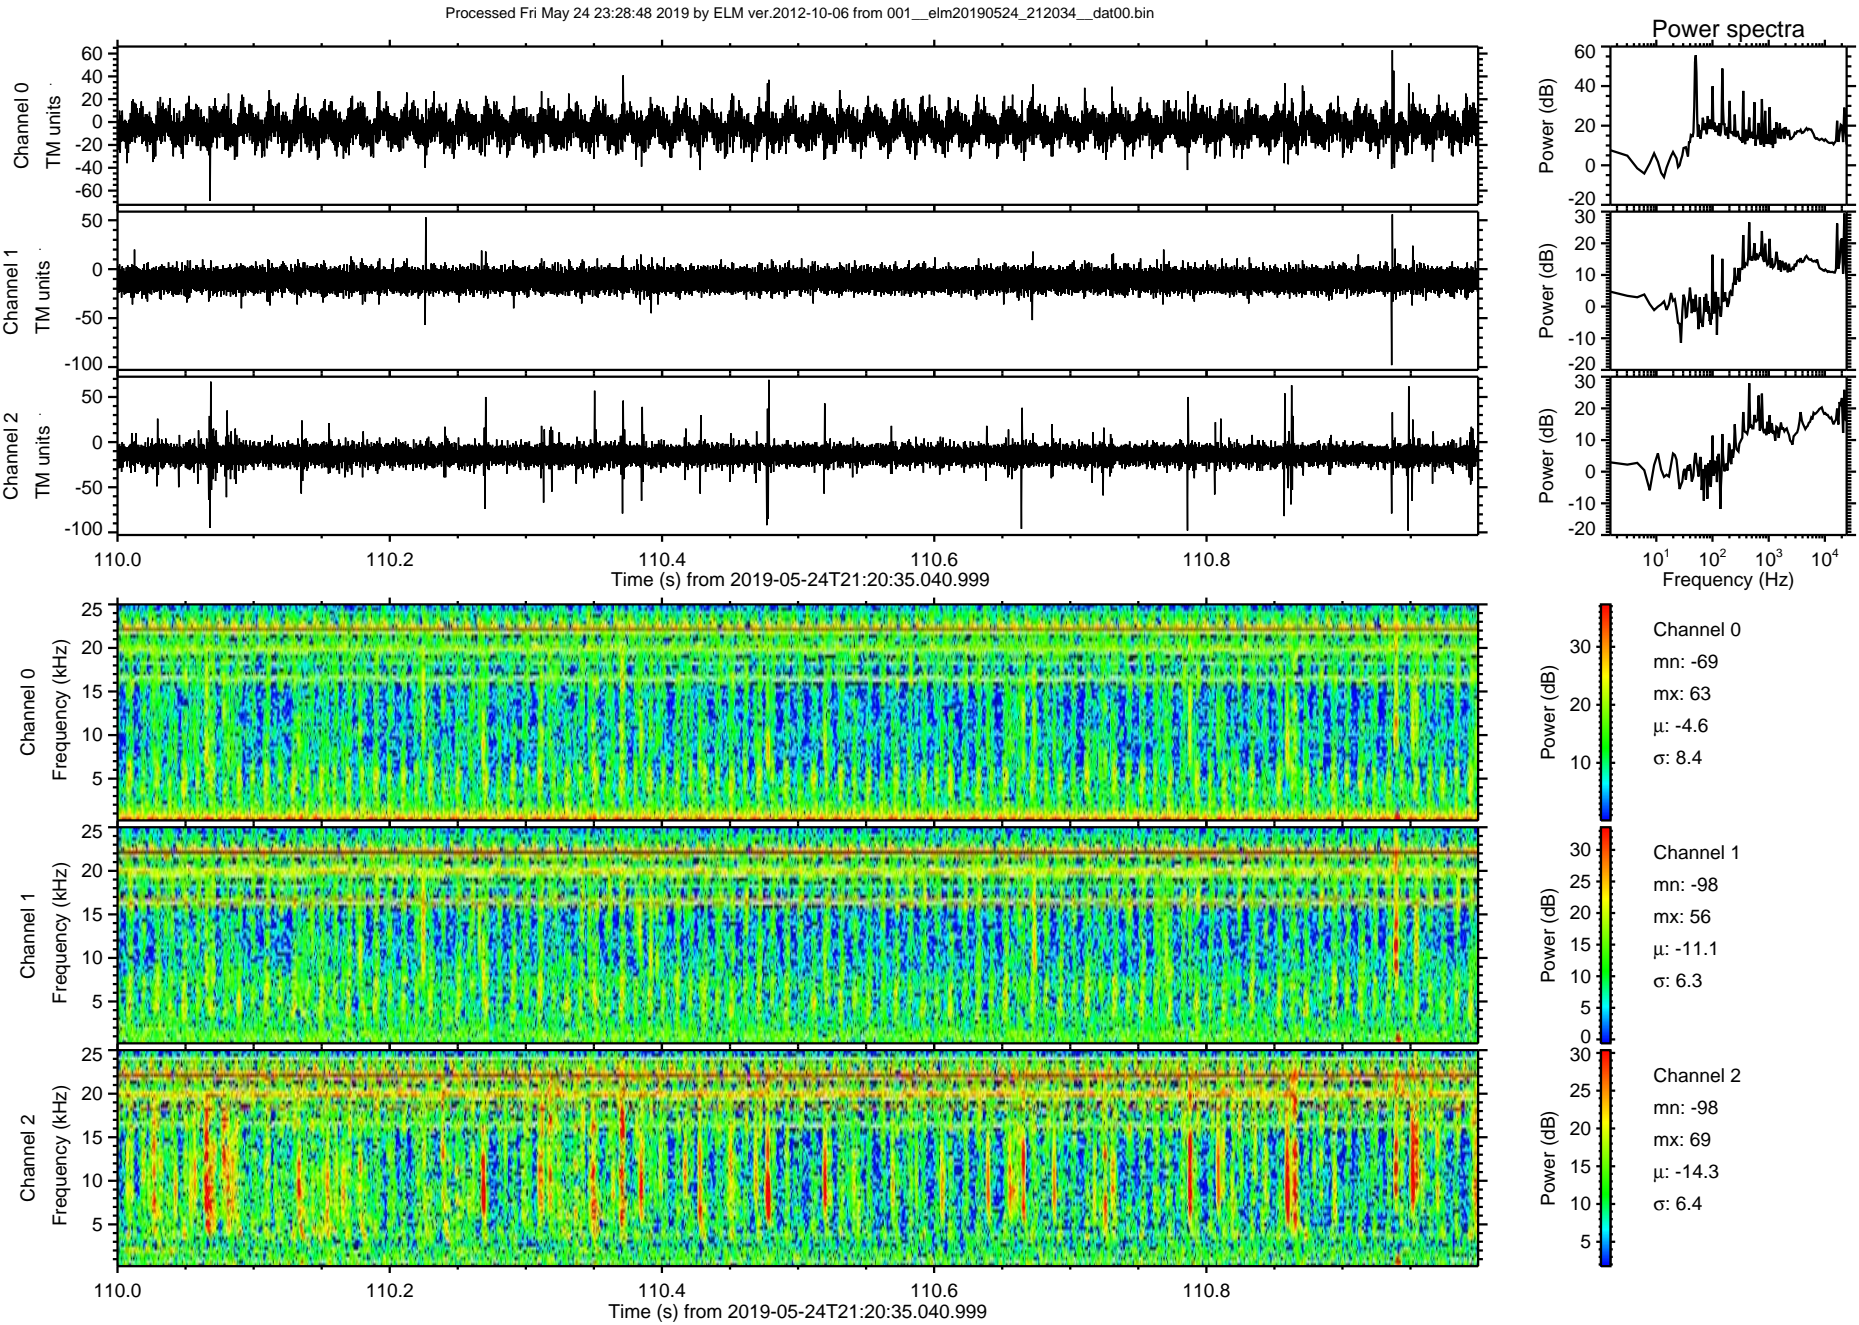 Processed Fri May 24 23:28:48 2019 by ELM ver.2012-10-06 from 001__elm20190524_212034__dat00.bin
Power spectra
Channel 0
TM units
60
40
20
0
-20
-40
-60
Power (dB)
60
40
20
0
-20
Channel 1
TM units
50
0
-50
-100
Power (dB)
30
20
10
0
-10
-20
Channel 2
TM units
50
0
-50
-100
Power (dB)
30
20
10
0
-10
-20
110.0 110.2 110.4 110.6 110.8
Time (s) from 2019-05-24T21:20:35.040.999
10^1 10^2 10^3 10^4
Frequency (Hz)
Channel 0
Frequency (kHz)
25
20
15
10
5
Power (dB)
30
20
10
Channel 0
mn: -69
mx: 63
μ: -4.6
σ: 8.4
Channel 1
Frequency (kHz)
25
20
15
10
5
Power (dB)
30
25
20
15
10
5
0
Channel 1
mn: -98
mx: 56
μ: -11.1
σ: 6.3
Channel 2
Frequency (kHz)
25
20
15
10
5
Power (dB)
30
25
20
15
10
5
Channel 2
mn: -98
mx: 69
μ: -14.3
σ: 6.4
110.0 110.2 110.4 110.6 110.8
Time (s) from 2019-05-24T21:20:35.040.999